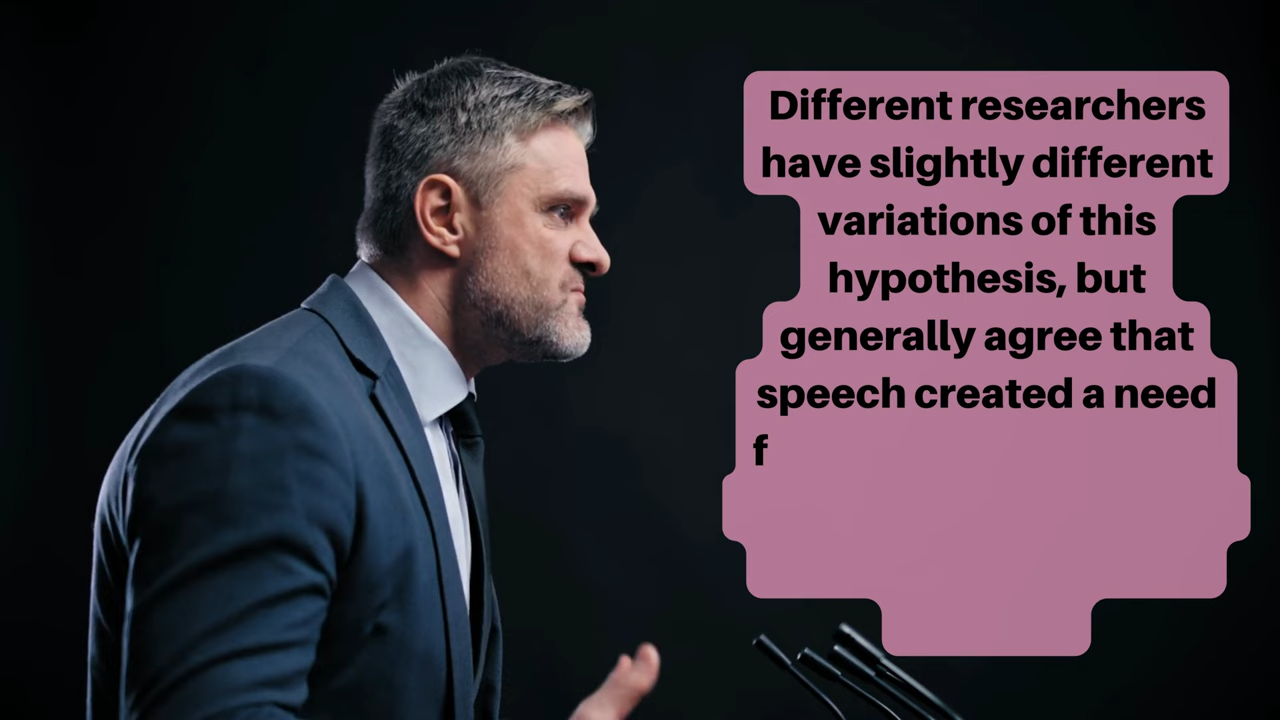 Different researchers
have slightly different
variations of this
hypothesis, but
generally agree that
speech created a need
f